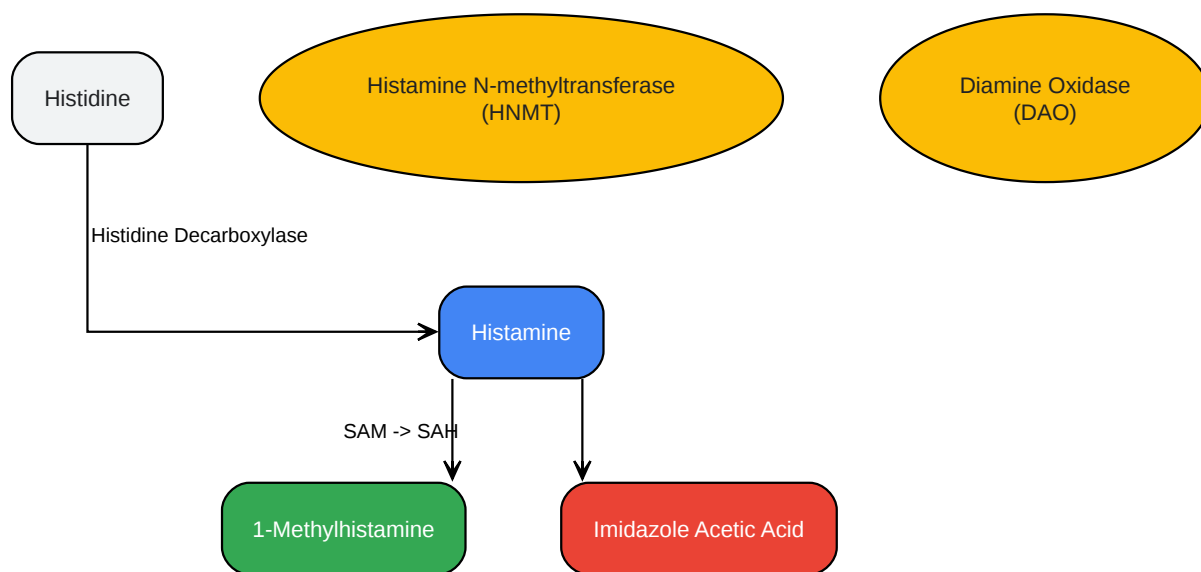 Histidine
Histamine N-methyltransferase
(HNMT)
Diamine Oxidase
(DAO)
Histidine Decarboxylase
Histamine
SAM -> SAH
1-Methylhistamine
Imidazole Acetic Acid